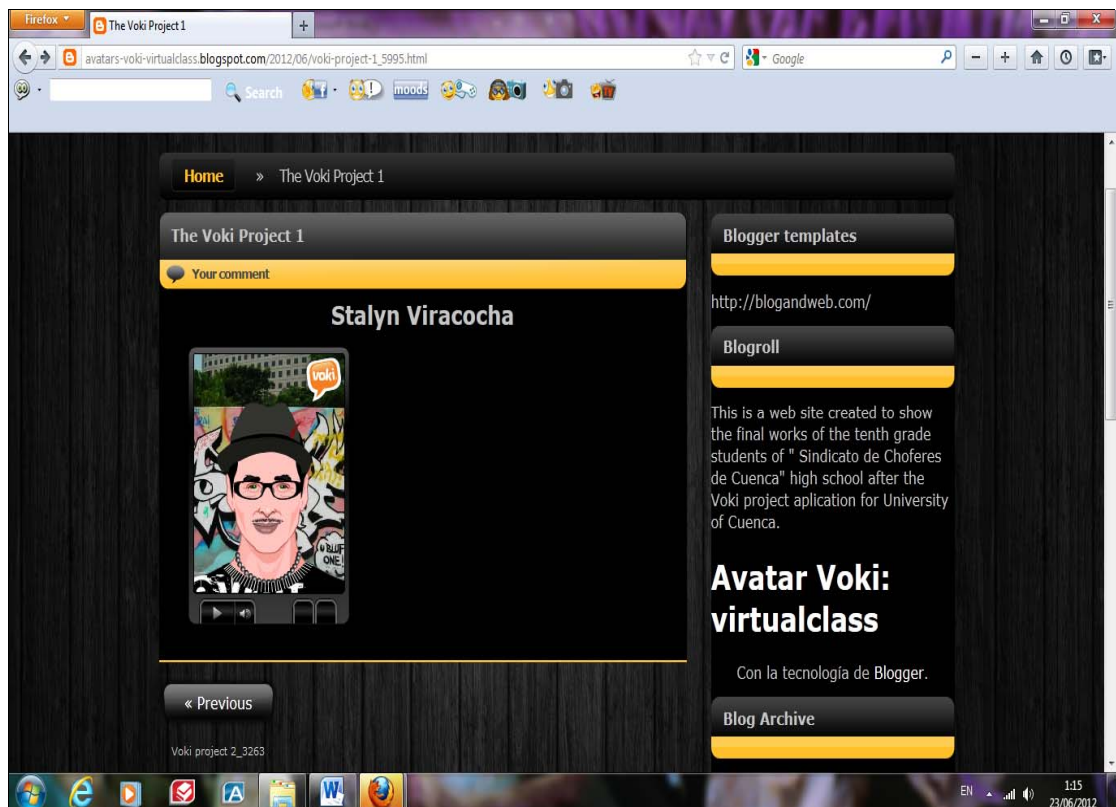 Firefox
The Voki Project 1
avatars-voki-virtualclass.blogspot.com/2012/06/voki-project-1_5995.html
Google
Search
moods
Home » The Voki Project 1
The Voki Project 1
Your comment
Stalyn Viracocha
voki
U BLUF
ONE!
« Previous
Voki project 2_3263
Blogger templates
http://blogandweb.com/
Blogroll
This is a web site created to show
the final works of the tenth grade
students of " Sindicato de Choferes
de Cuenca" high school after the
Voki project aplication for University
of Cuenca.
Avatar Voki:
virtualclass
Con la tecnología de Blogger.
Blog Archive
EN
1:15
23/06/2012